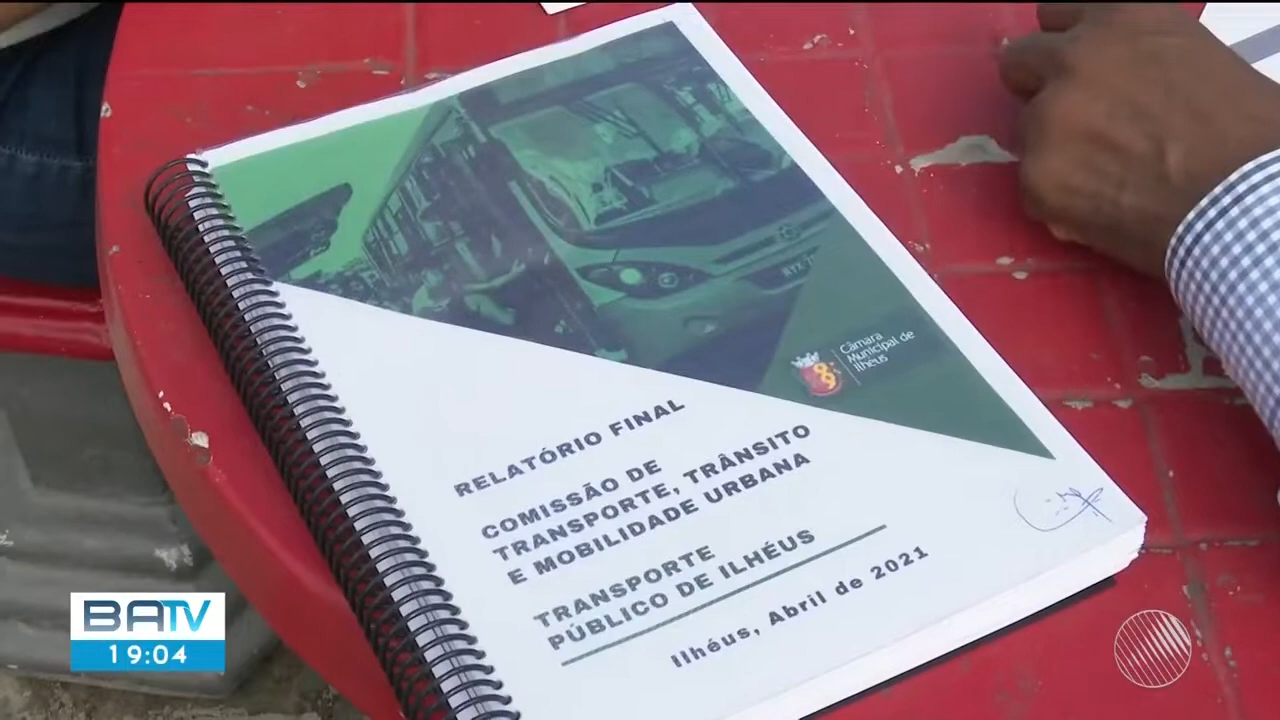 Câmara
Municipal de
Ilhéus
RELATÓRIO FINAL
COMISSÃO DE
TRANSPORTE, TRÂNSITO
E MOBILIDADE URBANA
TRANSPORTE
PÚBLICO DE ILHÉUS
Ilhéus, Abril de 2021
BATV
19:04